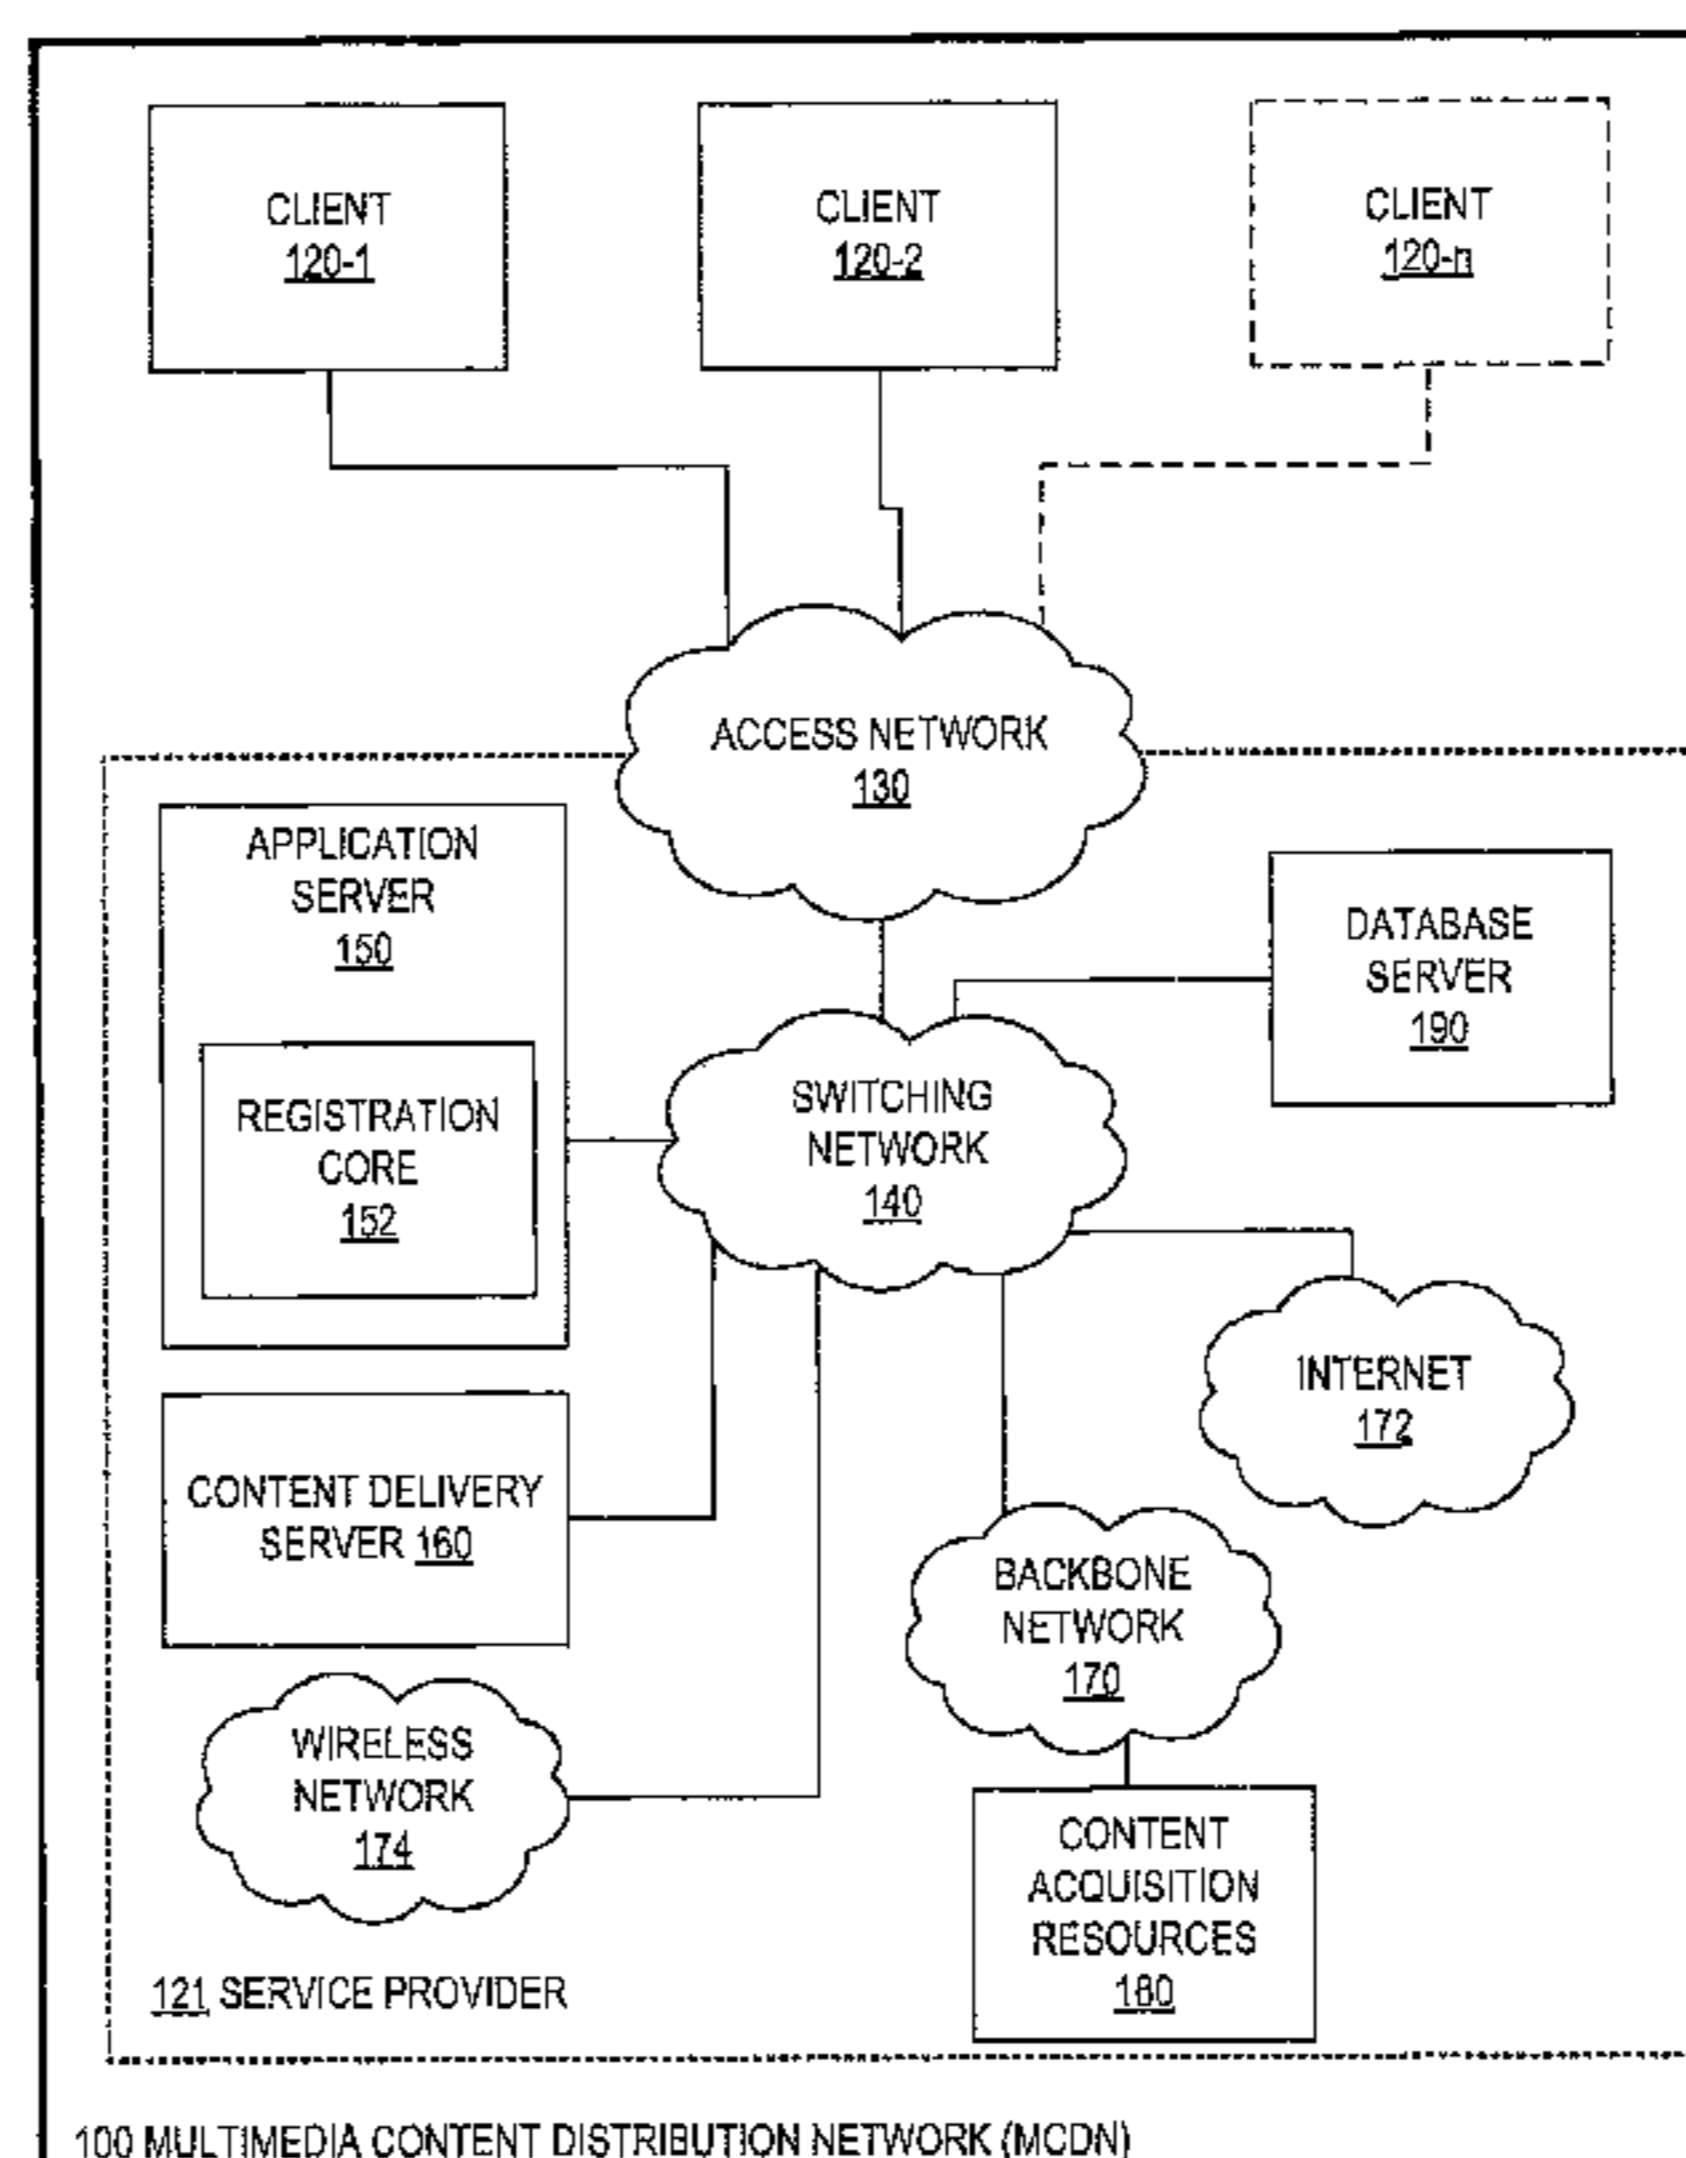 CLIENT
120-1
CLIENT
120-2
CLIENT
120-n
ACCESS NETWORK
130
APPLICATION
SERVER
150
REGISTRATION
CORE
152
DATABASE
SERVER
190
SWITCHING
NETWORK
140
INTERNET
172
CONTENT DELIVERY
SERVER 160
BACKBONE
NETWORK
170
WIRELESS
NETWORK
174
CONTENT
ACQUISITION
RESOURCES
180
121 SERVICE PROVIDER
100 MULTIMEDIA CONTENT DISTRIBUTION NETWORK (MCDN)